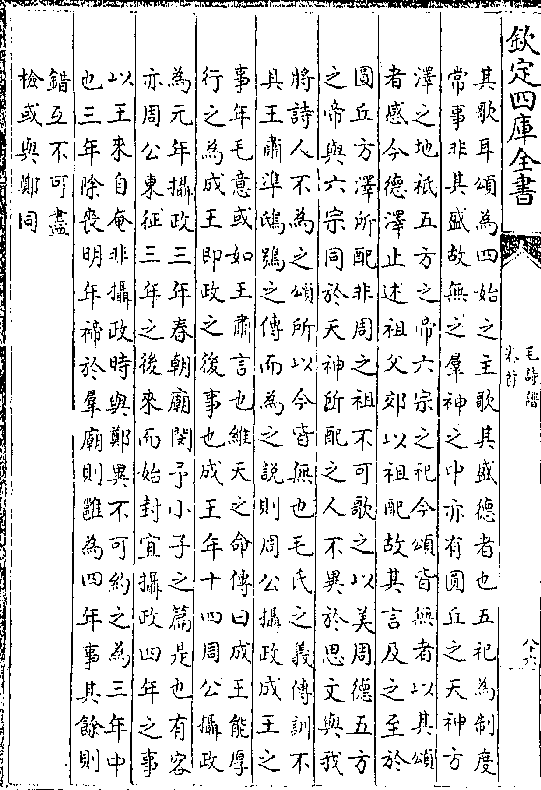 欽定四庫全書
毛詩譜
八六
其歌耳頌為四始之主歌其盛徳者也五祀為制度
常事非其盛故無之羣神之中亦有圓丘之天神方
澤之地祇五方之帝六宗之祀今頌皆無者以其頌
者感今徳澤止述祖父郊以祖配故其言及之至於
圓丘方澤所配非周之祖不可歌之以美周徳五方
之帝與六宗同於天神所配之人不異於思文與我
將詩人不為之頌所以今皆無也毛氏之義傳訓不
具王肅準鴟鴞之傳而為之説則周公攝政成王之
事年毛意或如王肅言也維天之命傳曰成王能厚
行之為成王即政之後事也成王年十四周公攝政
為元年攝政三年春朝廟閔予小子之篇是也有客
亦周公東征三年之後來而始封宜攝政四年之事
以王來自奄非攝政時與鄭異不可約之為三年中
也三年除喪明年禘於羣廟則雝為四年事其餘則
錯互不可盡
檢或與鄭同